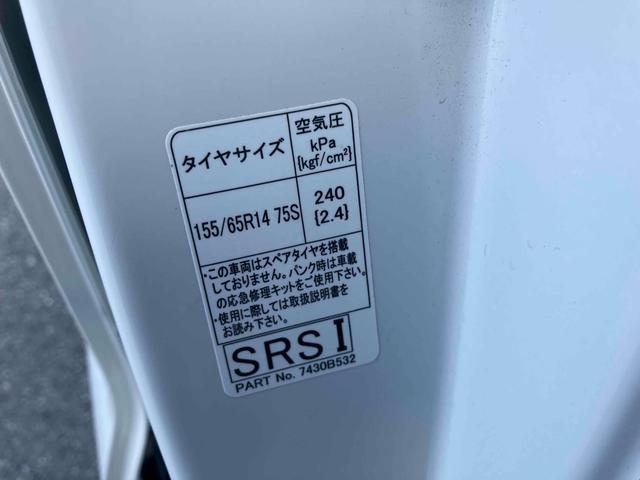 タイヤサイズ
空気圧
kPa
{kgf/cm²}
155/65R14 75S
240
{2.4}
・この車両はスペアタイヤを搭載
しておりません。パンク時は車載
の応急修理キットをご使用下さい。
・使用に際しては取扱説明書を
お読み下さい。
SRS I
PART No. 7430B532